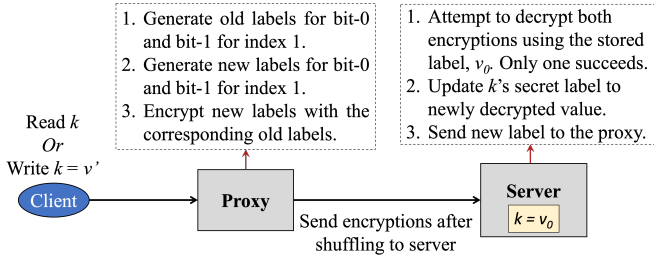 1. Generate old labels for bit-0
and bit-1 for index 1.
2. Generate new labels for bit-0
and bit-1 for index 1.
3. Encrypt new labels with the
corresponding old labels.
1. Attempt to decrypt both
encryptions using the stored
label, v₀. Only one succeeds.
2. Update k's secret label to
newly decrypted value.
3. Send new label to the proxy.
Read k
Or
Write k = v'
Client
Proxy
Send encryptions after
shuffling to server
Server
k = v₀